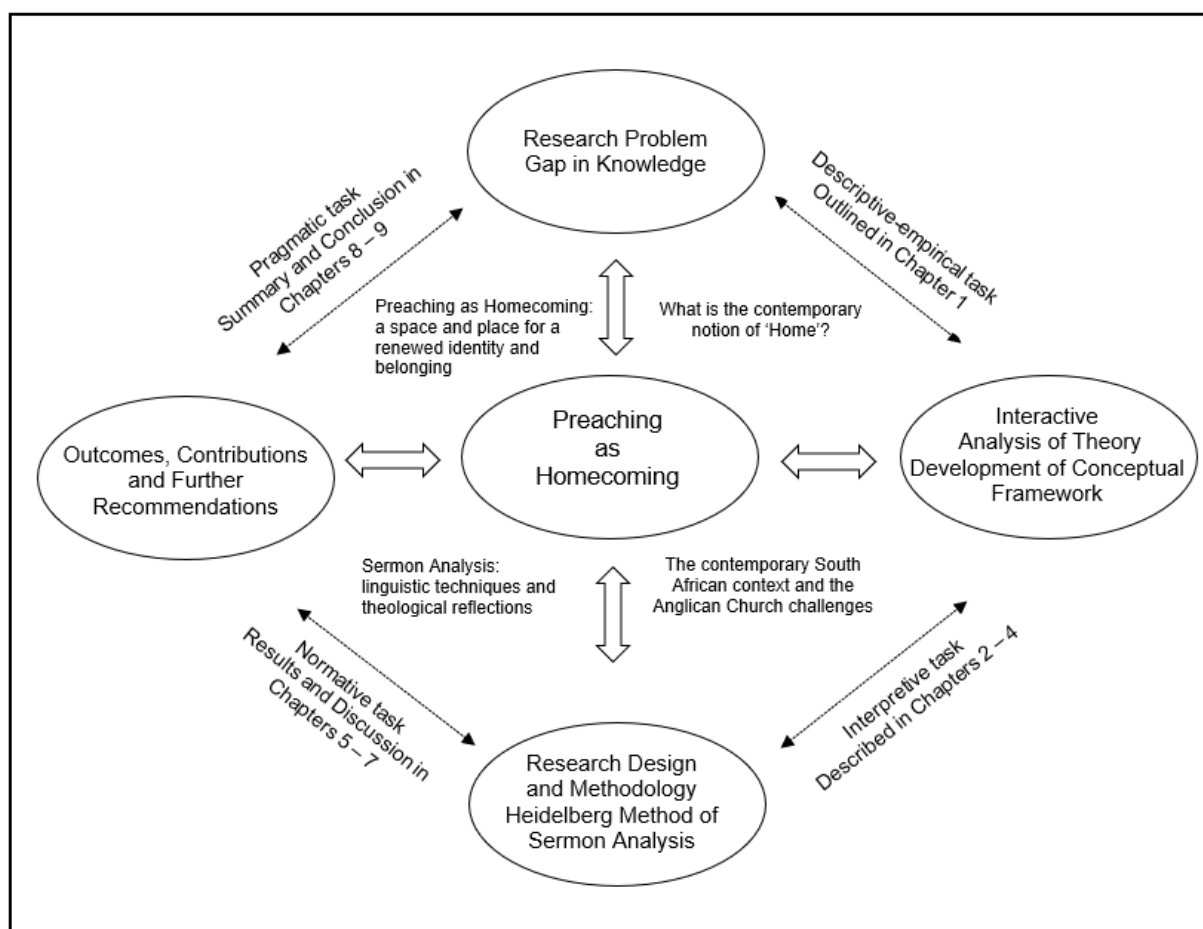 Research Problem
Gap in Knowledge
Pragmatic task
Summary and Conclusion in
Chapters 8 – 9
Descriptive-empirical task
Outlined in Chapter 1
Preaching as Homecoming:
a space and place for a
renewed identity and
belonging
What is the contemporary
notion of ‘Home’?
Outcomes, Contributions
and Further
Recommendations
Preaching
as
Homecoming
Interactive
Analysis of Theory
Development of Conceptual
Framework
Sermon Analysis:
linguistic techniques and
theological reflections
The contemporary South
African context and the
Anglican Church challenges
Normative task
Results and Discussion in
Chapters 5 – 7
Interpretive task
Described in Chapters 2 – 4
Research Design
and Methodology
Heidelberg Method of
Sermon Analysis